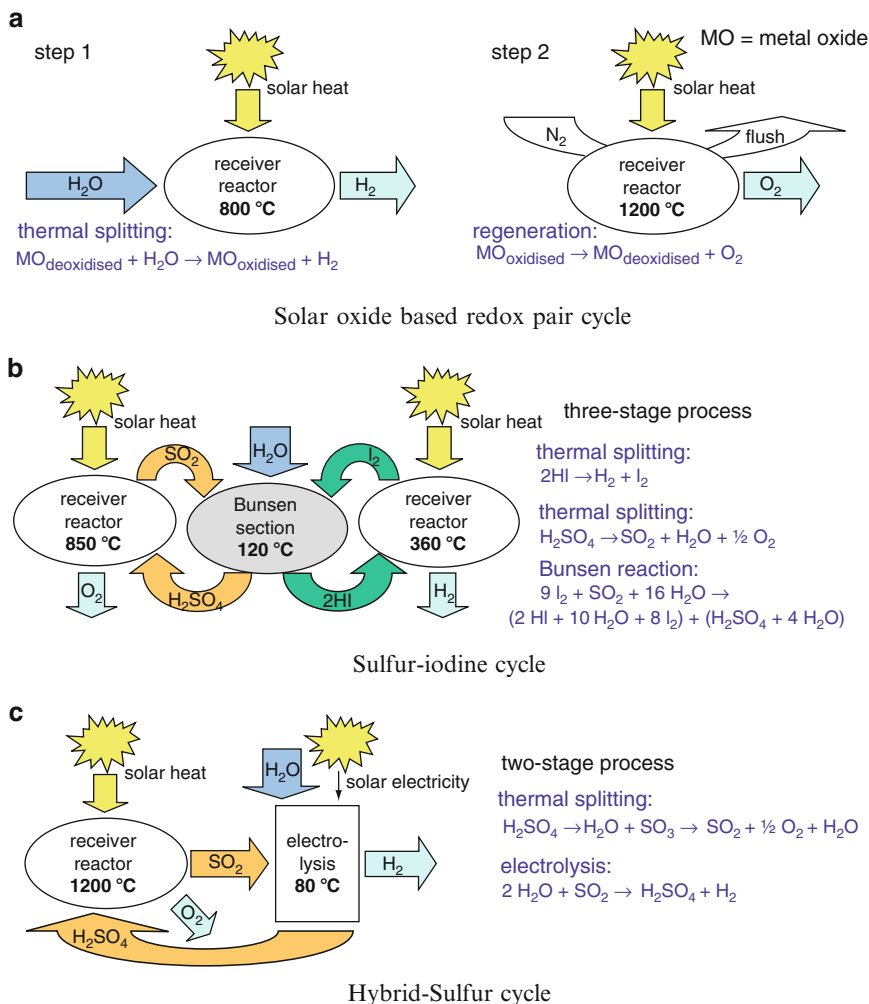 a
step 1
solar heat
H₂O
receiver
reactor
800 °C
H₂
thermal splitting:
MO_deoxidised + H₂O → MO_oxidised + H₂
step 2
MO = metal oxide
solar heat
N₂
flush
receiver
reactor
1200 °C
O₂
regeneration:
MO_oxidised → MO_deoxidised + O₂
Solar oxide based redox pair cycle
b
solar heat
SO₂
H₂O
I₂
solar heat
receiver
reactor
850 °C
Bunsen
section
120 °C
receiver
reactor
360 °C
O₂
H₂SO₄
2HI
H₂
three-stage process
thermal splitting:
2HI → H₂ + I₂
thermal splitting:
H₂SO₄ → SO₂ + H₂O + ½ O₂
Bunsen reaction:
9 I₂ + SO₂ + 16 H₂O →
(2 HI + 10 H₂O + 8 I₂) + (H₂SO₄ + 4 H₂O)
Sulfur-iodine cycle
c
solar heat
H₂O
solar electricity
receiver
reactor
1200 °C
SO₂
electro-
lysis
80 °C
H₂
O₂
H₂SO₄
two-stage process
thermal splitting:
H₂SO₄ → H₂O + SO₃ → SO₂ + ½ O₂ + H₂O
electrolysis:
2 H₂O + SO₂ → H₂SO₄ + H₂
Hybrid-Sulfur cycle